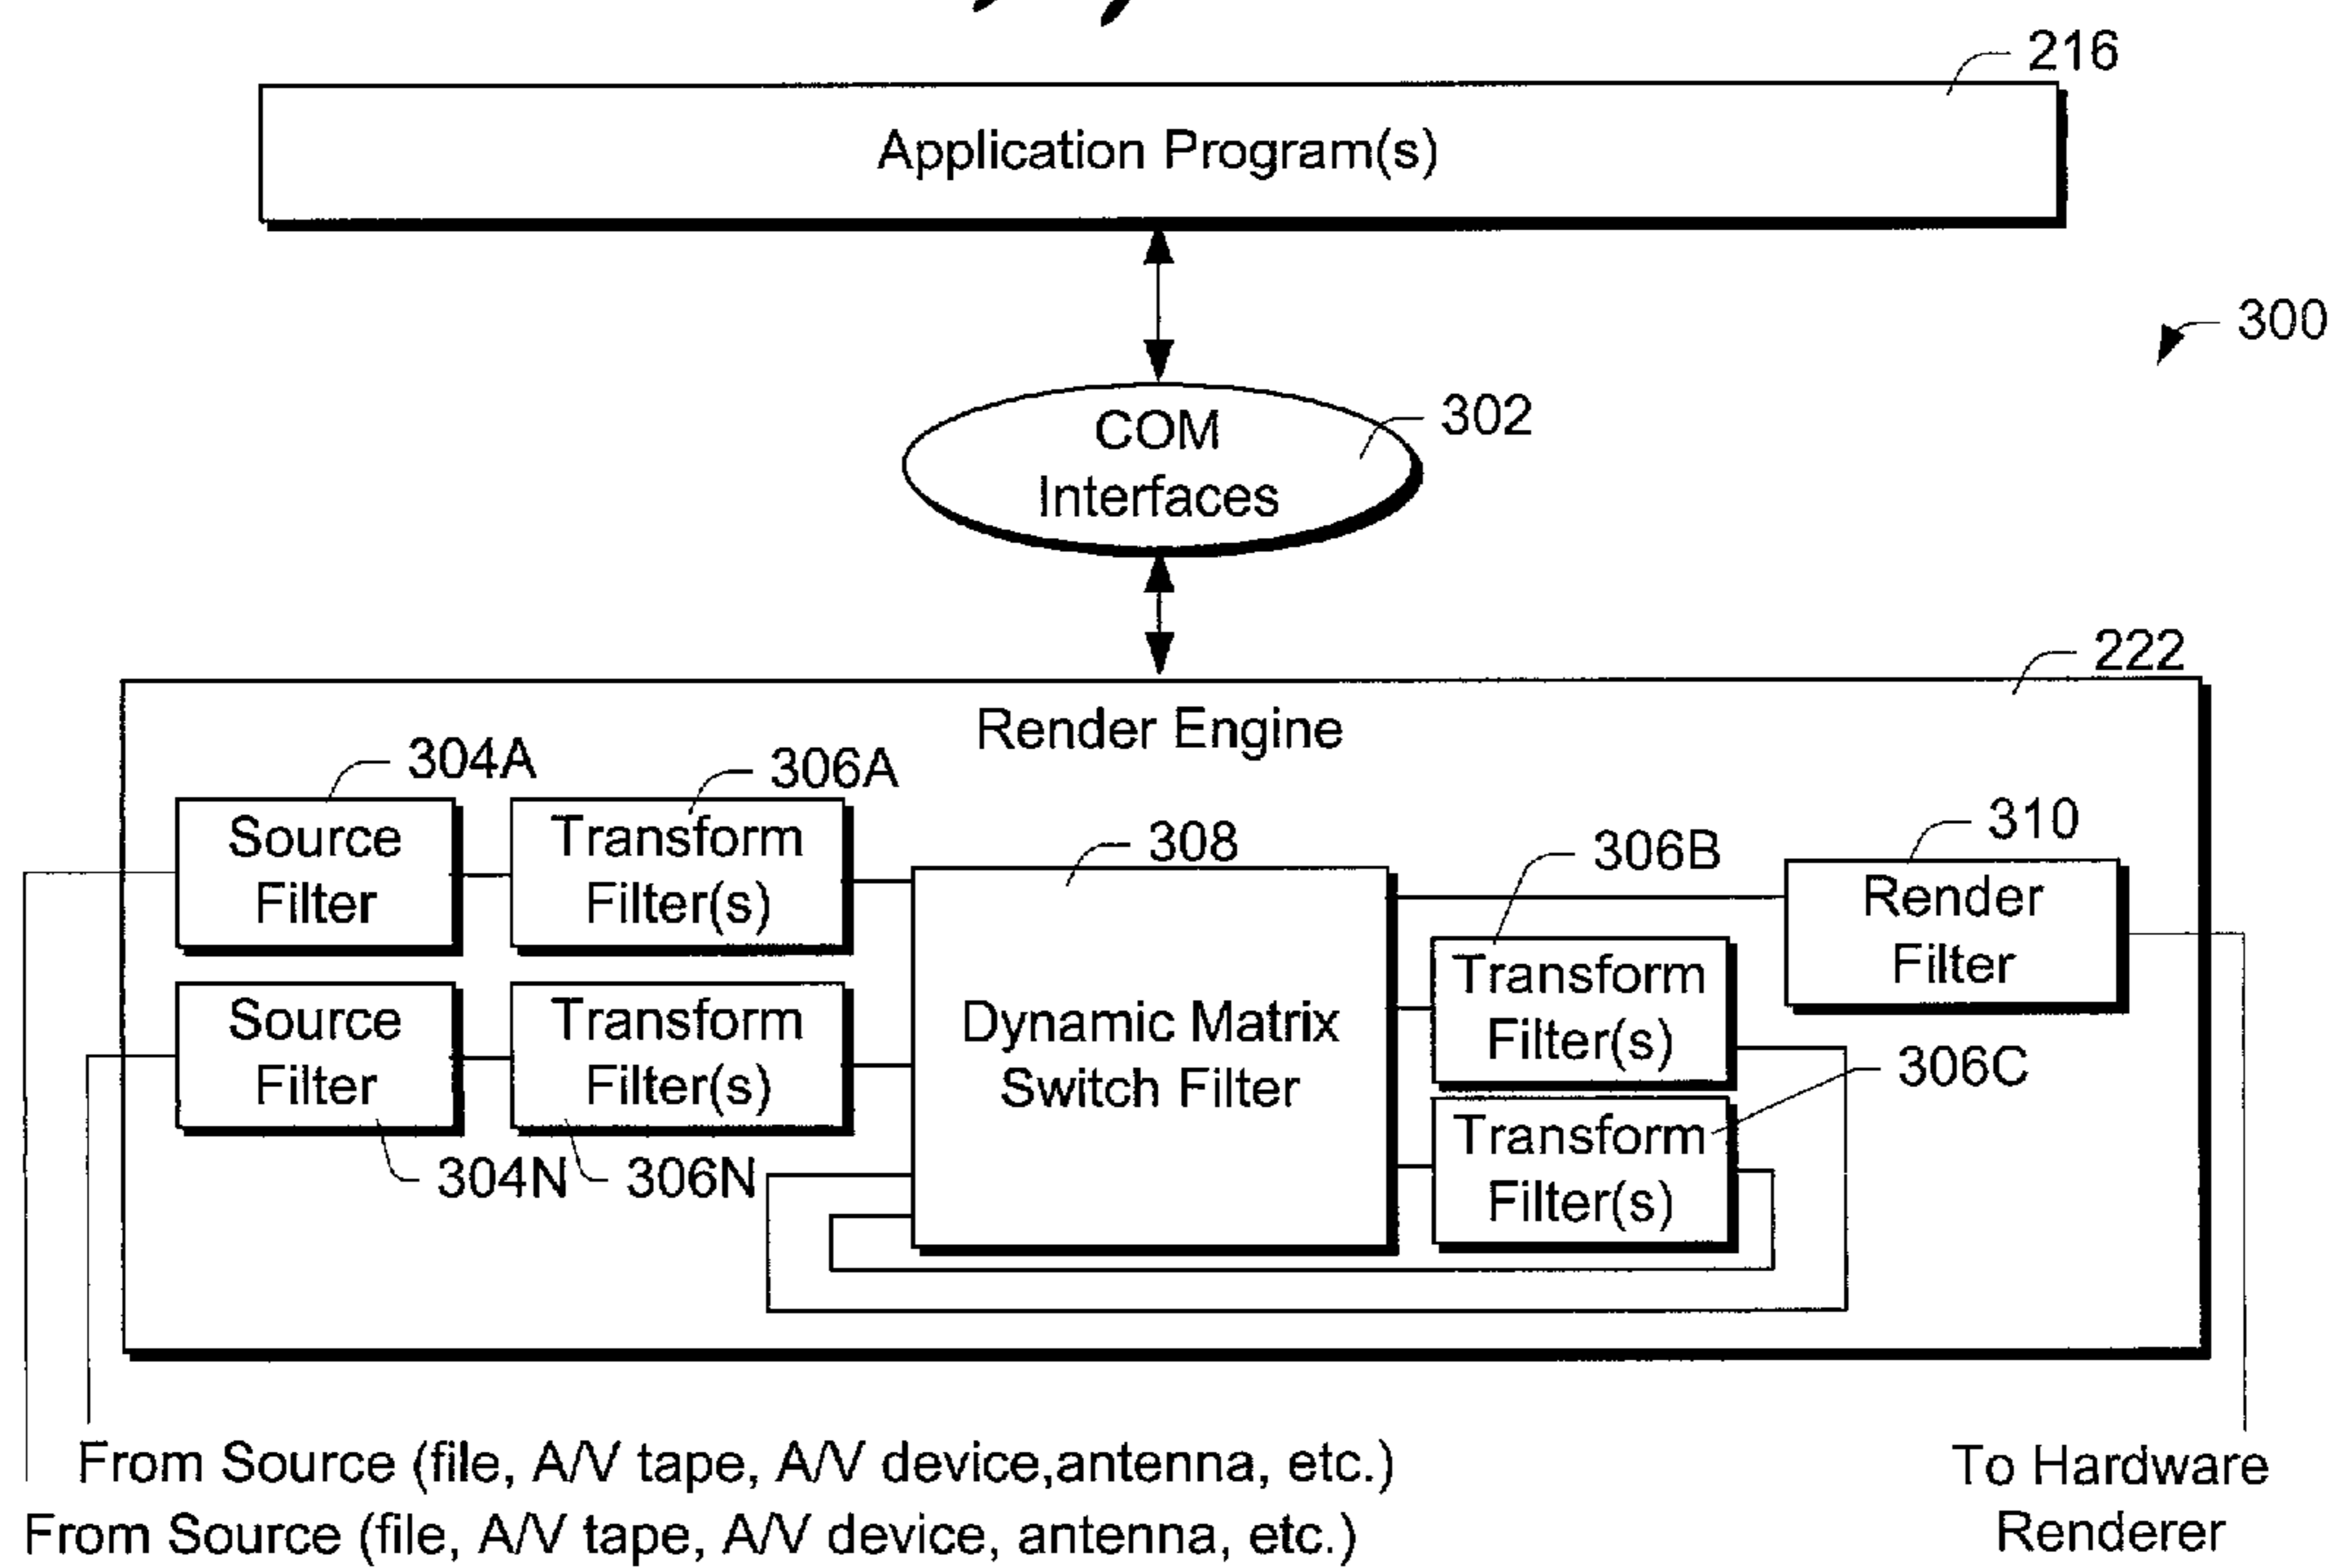 216
Application Program(s)
300
COM
Interfaces
302
222
Render Engine
304A
306A
Source
Filter
Transform
Filter(s)
308
306B
310
Render
Filter
Source
Filter
Transform
Filter(s)
Dynamic Matrix
Switch Filter
Transform
Filter(s)
306C
Transform
Filter(s)
304N
306N
From Source (file, A/V tape, A/V device,antenna, etc.)
From Source (file, A/V tape, A/V device, antenna, etc.)
To Hardware
Renderer